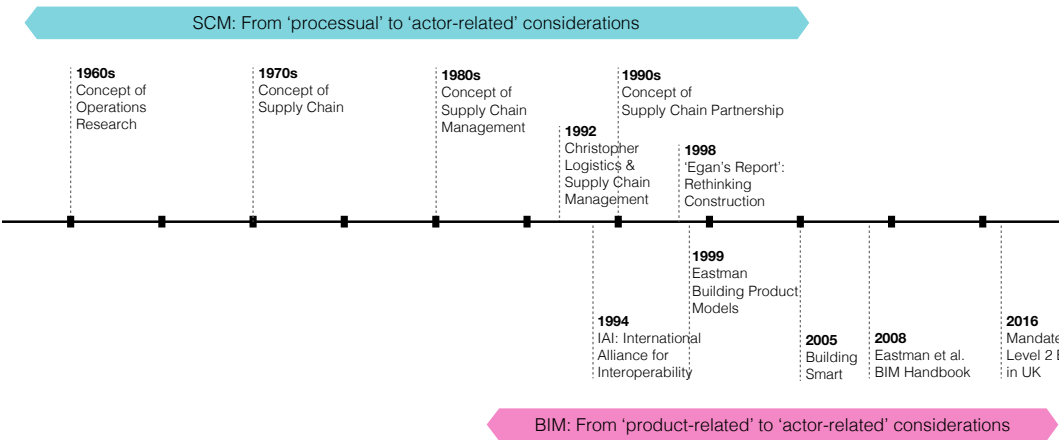 SCM: From ‘processual’ to ‘actor-related’ considerations
1960s
Concept of
Operations
Research
1970s
Concept of
Supply Chain
1980s
Concept of
Supply Chain
Management
1990s
Concept of
Supply Chain Partnership
1992
Christopher
Logistics &
Supply Chain
Management
1998
‘Egan’s Report’:
Rethinking
Construction
1994
IAI: International
Alliance for
Interoperability
1999
Eastman
Building Product
Models
2005
Building
Smart
2008
Eastman et al.
BIM Handbook
2016
Mandate
Level 2
in UK
BIM: From ‘product-related’ to ‘actor-related’ considerations